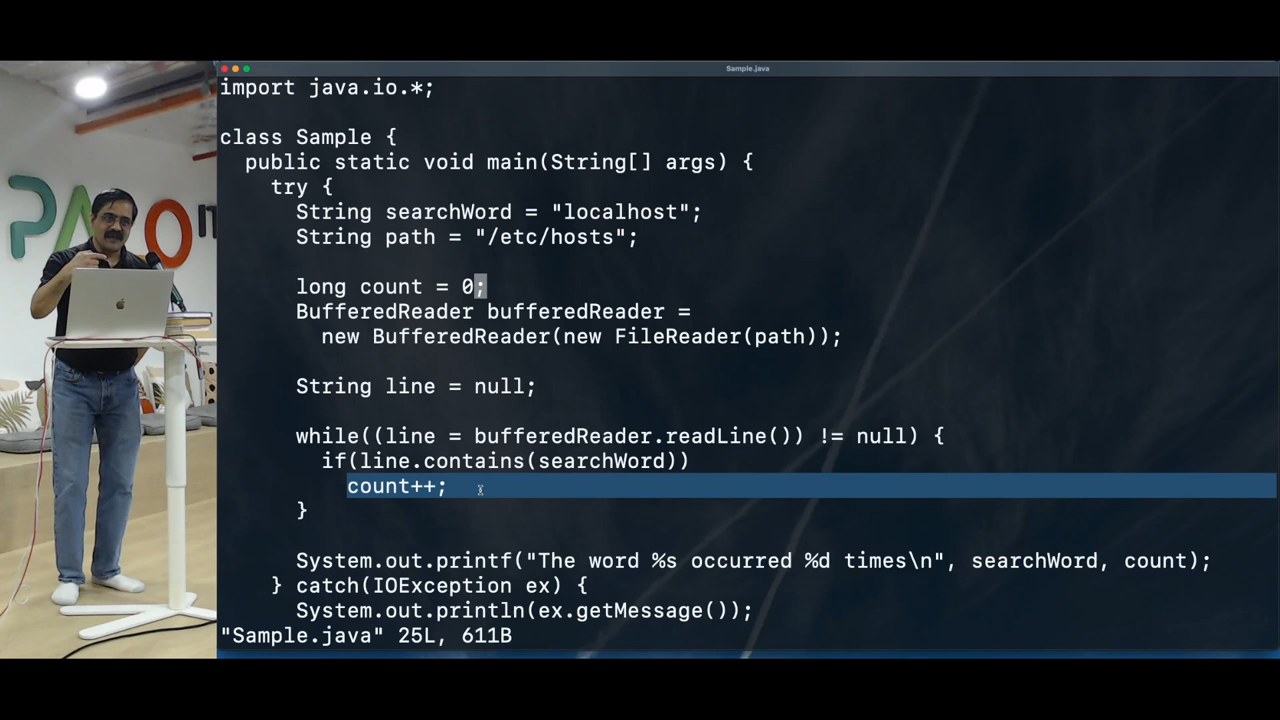 PALO IT
Sample.java
import java.io.*;
class Sample {
  public static void main(String[] args) {
    try {
      String searchWord = "localhost";
      String path = "/etc/hosts";
      long count = 0;
      BufferedReader bufferedReader =
        new BufferedReader(new FileReader(path));
      String line = null;
      while((line = bufferedReader.readLine()) != null) {
        if(line.contains(searchWord))
          count++;
      }
      System.out.printf("The word %s occurred %d times\n", searchWord, count);
    } catch(IOException ex) {
      System.out.println(ex.getMessage());
"Sample.java" 25L, 611B